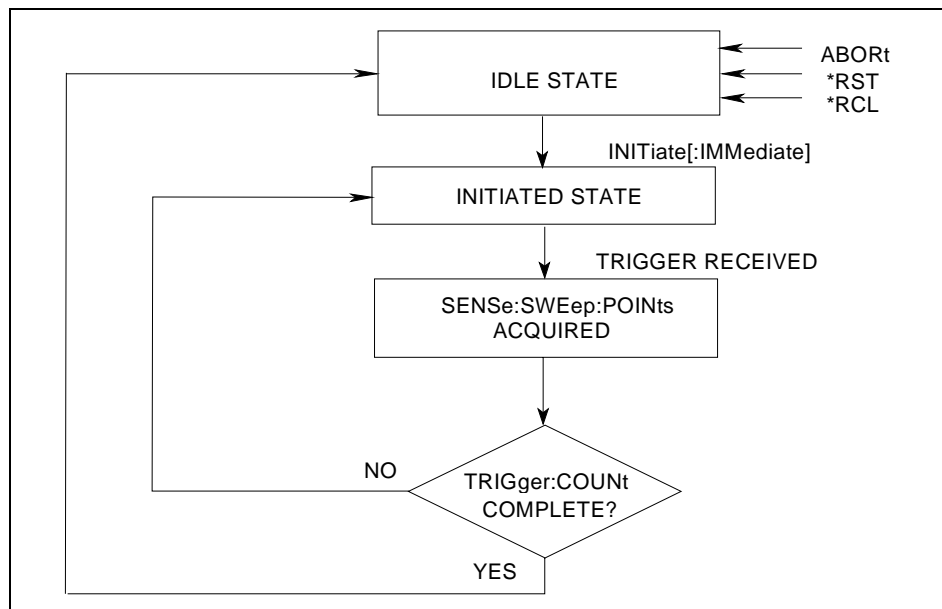 ABORt
IDLE STATE
*RST
*RCL
INITiate[:IMMediate]
INITIATED STATE
TRIGGER RECEIVED
SENSe:SWEep:POINts
ACQUIRED
NO
TRIGger:COUNt
COMPLETE?
YES